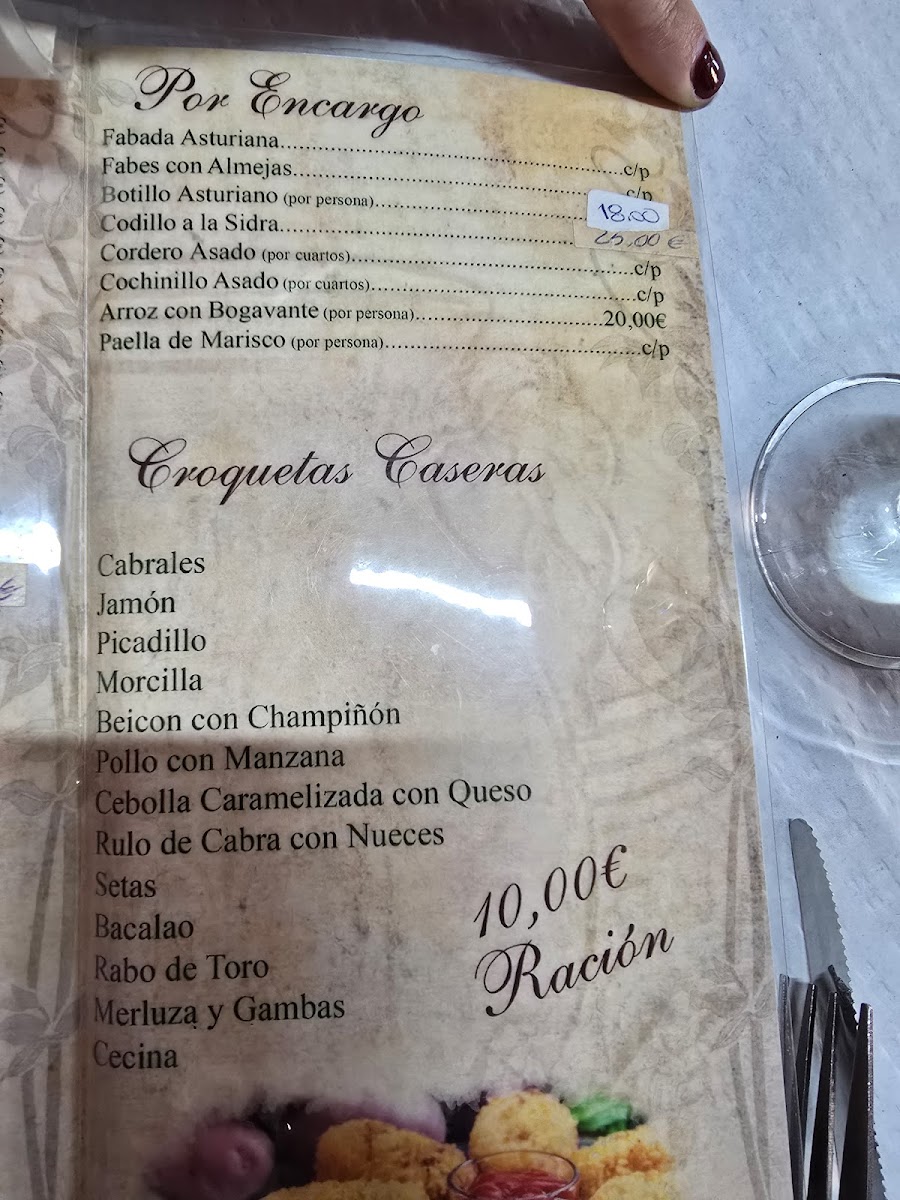 Por Encargo
Fabada Asturiana..................................................c/p
Fabes con Almejas..................................................c/p
Botillo Asturiano (por persona)........................................18.00
Codillo a la Sidra..................................................25.00 €
Cordero Asado (por cuartos)........................................c/p
Cochinillo Asado (por cuartos)........................................c/p
Arroz con Bogavante (por persona)..............................20,00€
Paella de Marisco (por persona)........................................c/p
Croquetas Caseras
Cabrales
Jamón
Picadillo
Morcilla
Beicon con Champiñón
Pollo con Manzana
Cebolla Caramelizada con Queso
Rulo de Cabra con Nueces
Setas
Bacalao
Rabo de Toro
Merluza y Gambas
Cecina
10,00€
Ración
€